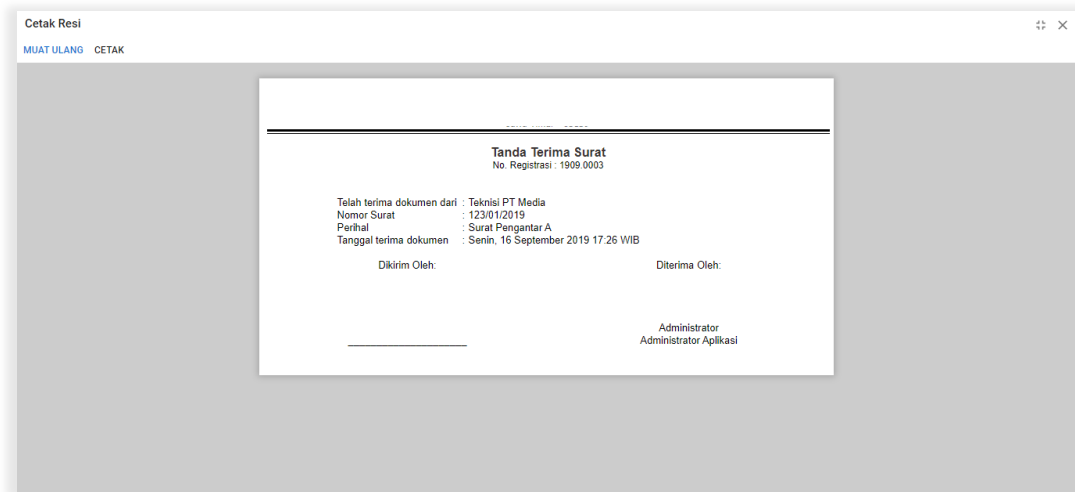 Cetak Resi
MUAT ULANG CETAK
Tanda Terima Surat
No. Registrasi : 1909.0003
Telah terima dokumen dari : Teknisi PT Media
Nomor Surat : 123/01/2019
Perihal : Surat Pengantar A
Tanggal terima dokumen : Senin, 16 September 2019 17:26 WIB
Dikirim Oleh: Diterima Oleh:
Administrator
Administrator Aplikasi